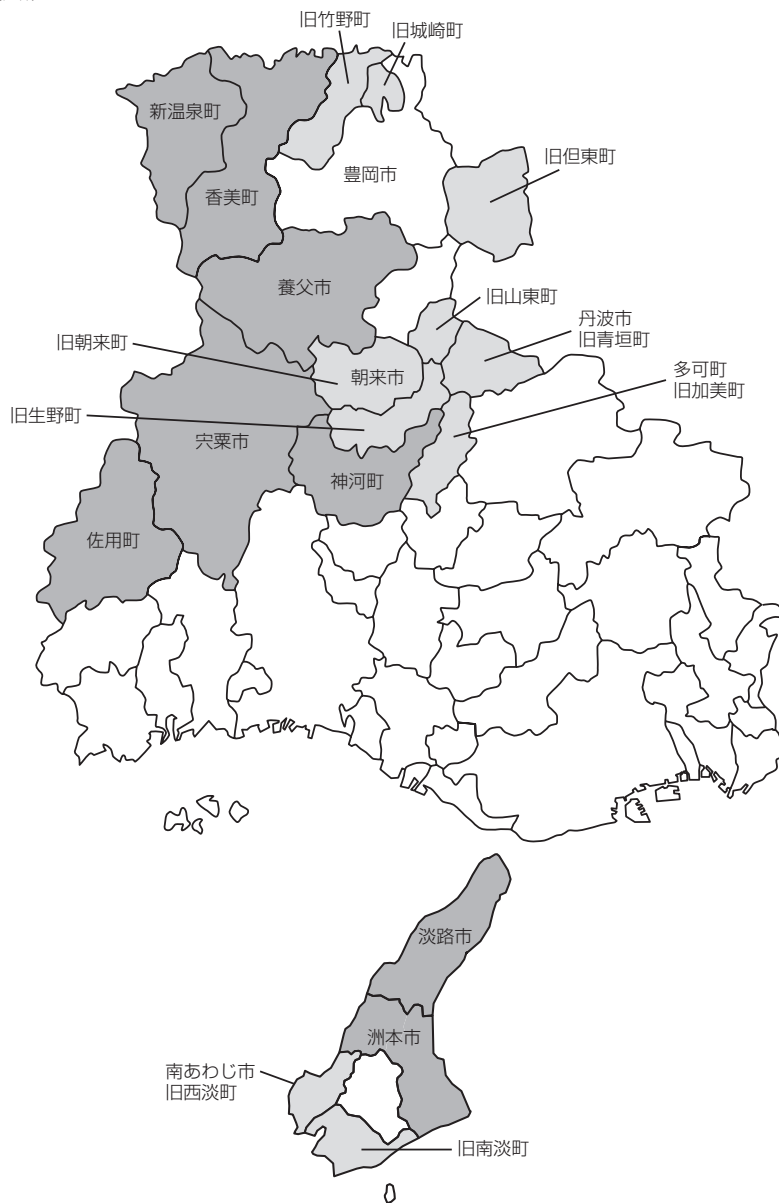 旧竹野町
旧城崎町
新温泉町
旧但東町
豊岡市
香美町
養父市
旧山東町
丹波市
旧青垣町
旧朝来町
朝来市
多可町
旧加美町
旧生野町
宍粟市
神河町
佐用町
淡路市
洲本市
南あわじ市
旧西淡町
旧南淡町